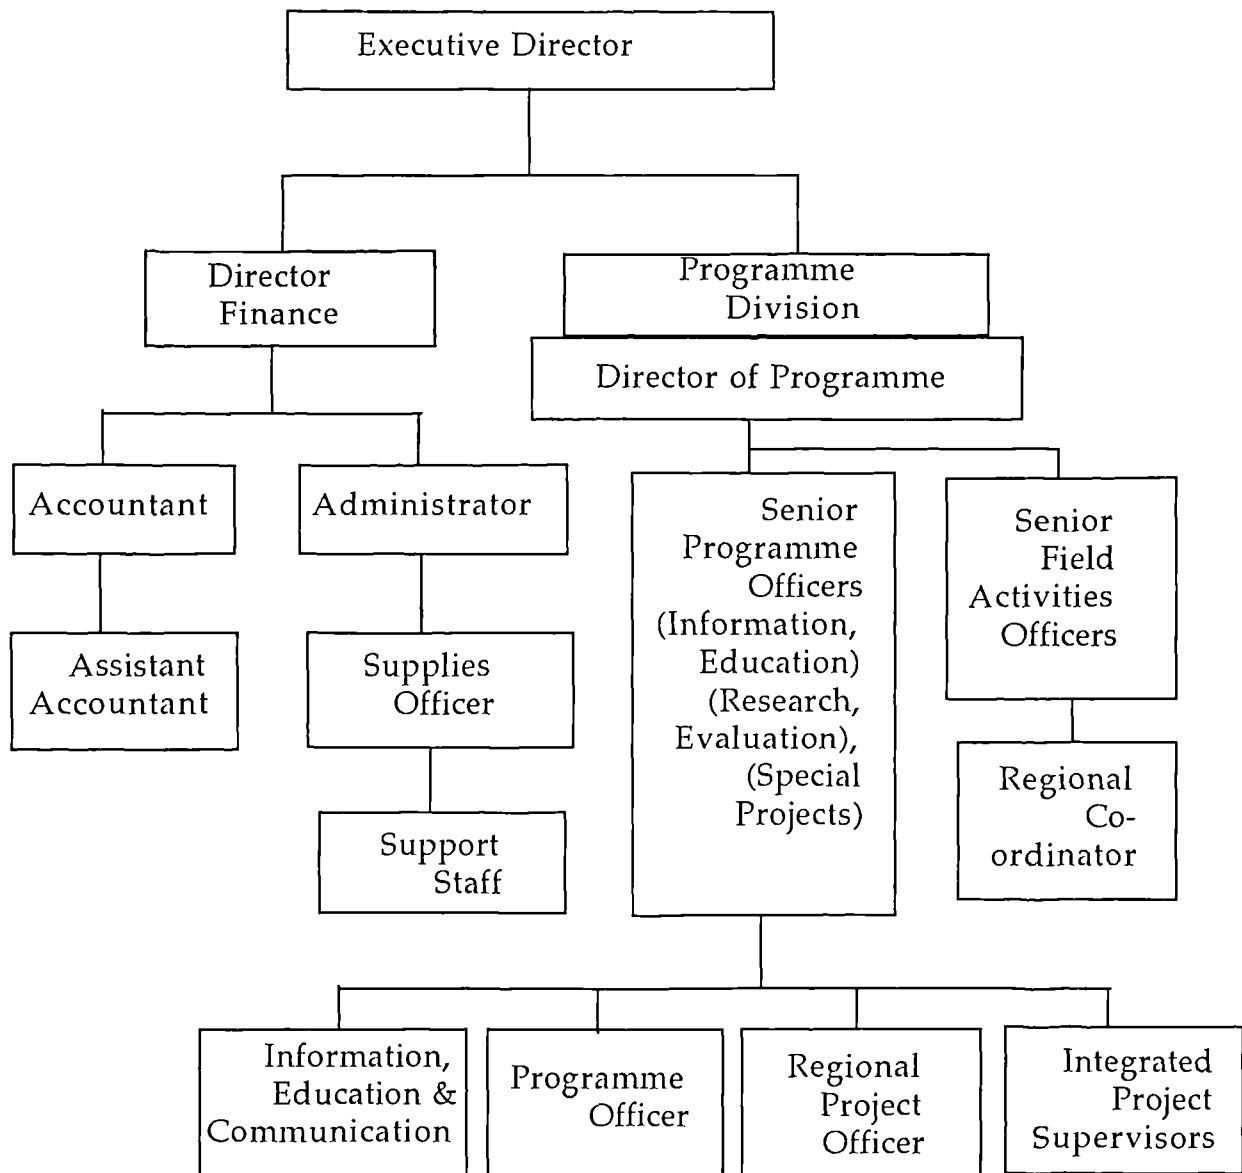 Executive Director
Director
Finance
Programme
Division
Director of Programme
Accountant
Administrator
Senior
Programme
Officers
(Information,
Education)
(Research,
Evaluation),
(Special
Projects)
Senior
Field
Activities
Officers
Assistant
Accountant
Supplies
Officer
Regional
Co-
ordinator
Support
Staff
Information,
Education &
Communication
Programme
Officer
Regional
Project
Officer
Integrated
Project
Supervisors